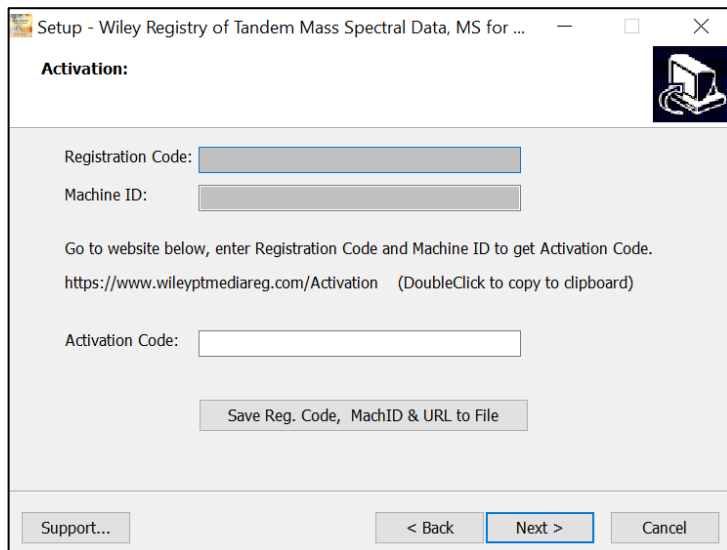 Setup - Wiley Registry of Tandem Mass Spectral Data, MS for ...
Activation:
Registration Code:
Machine ID:
Go to website below, enter Registration Code and Machine ID to get Activation Code.
https://www.wileyptmediareg.com/Activation (DoubleClick to copy to clipboard)
Activation Code:
Save Reg. Code, MachID & URL to File
Support... < Back Next > Cancel